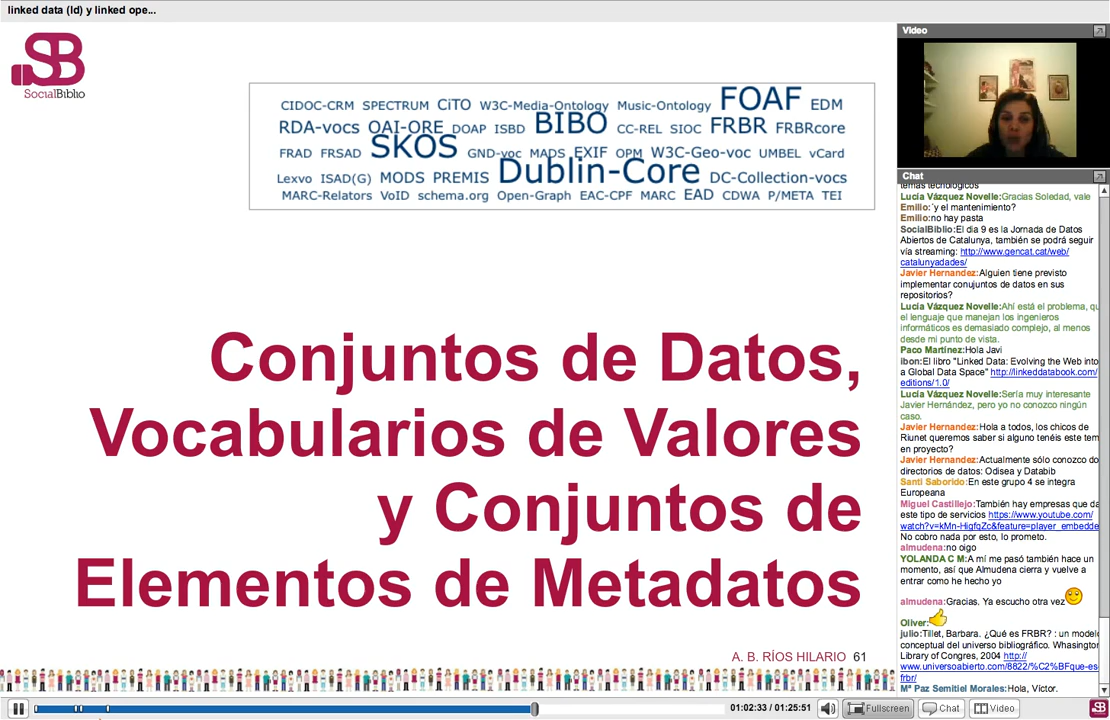 linked data (ld) y linked ope...
SB
SocialBiblio
CIDOC-CRM SPECTRUM CiTO W3C-Media-Ontology Music-Ontology FOAF EDM
RDA-vocs OAI-ORE DOAP ISBD BIBO CC-REL SIOC FRBR FRBRcore
FRAD FRSAD SKOS GND-voc MADS EXIF OPM W3C-Geo-voc UMBEL vCard
Lexvo ISAD(G) MODS PREMIS Dublin-Core DC-Collection-vocs
MARC-Relators VoID schema.org Open-Graph EAC-CPF MARC EAD CDWA P/META TEI
Conjuntos de Datos,
Vocabularios de Valores
y Conjuntos de
Elementos de Metadatos
A. B. RÍOS HILARIO 61
Video
Chat
temas tecnológicos
Lucía Vázquez Novelle:Gracias Soledad, vale
Emilio:´y el mantenimiento?
Emilio:no hay pasta
SocialBiblio:El dia 9 es la Jornada de Datos
Abiertos de Catalunya, también se podrá seguir
vía streaming: http://www.gencat.cat/web/
catalunyadades/
Javier Hernandez:Alguien tiene previsto
implementar conujuntos de datos en sus
repositorios?
Lucía Vázquez Novelle:Ahí está el problema, qu
el lenguaje que manejan los ingenieros
informáticos es demasiado complejo, al menos
desde mi punto de vista.
Paco Martínez:Hola Javi
ibon:El libro "Linked Data: Evolving the Web into
a Global Data Space" http://linkeddatabook.com/
editions/1.0/
Lucía Vázquez Novelle:Sería muy interesante
Javier Hernández, pero yo no conozco ningún
caso.
Javier Hernandez:Hola a todos, los chicos de
Riunet queremos saber si alguno tenéis este tem
en proyecto?
Javier Hernandez:Actualmente sólo conozco do
directorios de datos: Odisea y Databib
Santi Saborido:En este grupo 4 se integra
Europeana
Miguel Castillejo:También hay empresas que da
este tipo de servicios https://www.youtube.com/
watch?v=kMn-HigfqZc&feature=player_embedde
No cobro nada por esto, lo prometo.
almudena:no oigo
YOLANDA C M:A mí me pasó también hace un
momento, así que Almudena cierra y vuelve a
entrar como he hecho yo
almudena:Gracias. Ya escucho otra vez
Oliver:
julio:Tillet, Barbara. ¿Qué es FRBR? : un modelo
conceptual del universo bibliográfico. Whasington
Library of Congres, 2004 http://
www.universoabierto.com/8822/%C2%BFque-es-
frbr/
Mª Paz Semitiel Morales:Hola, Víctor.
01:02:33 / 01:25:51
Fullscreen
Chat
Video
SB